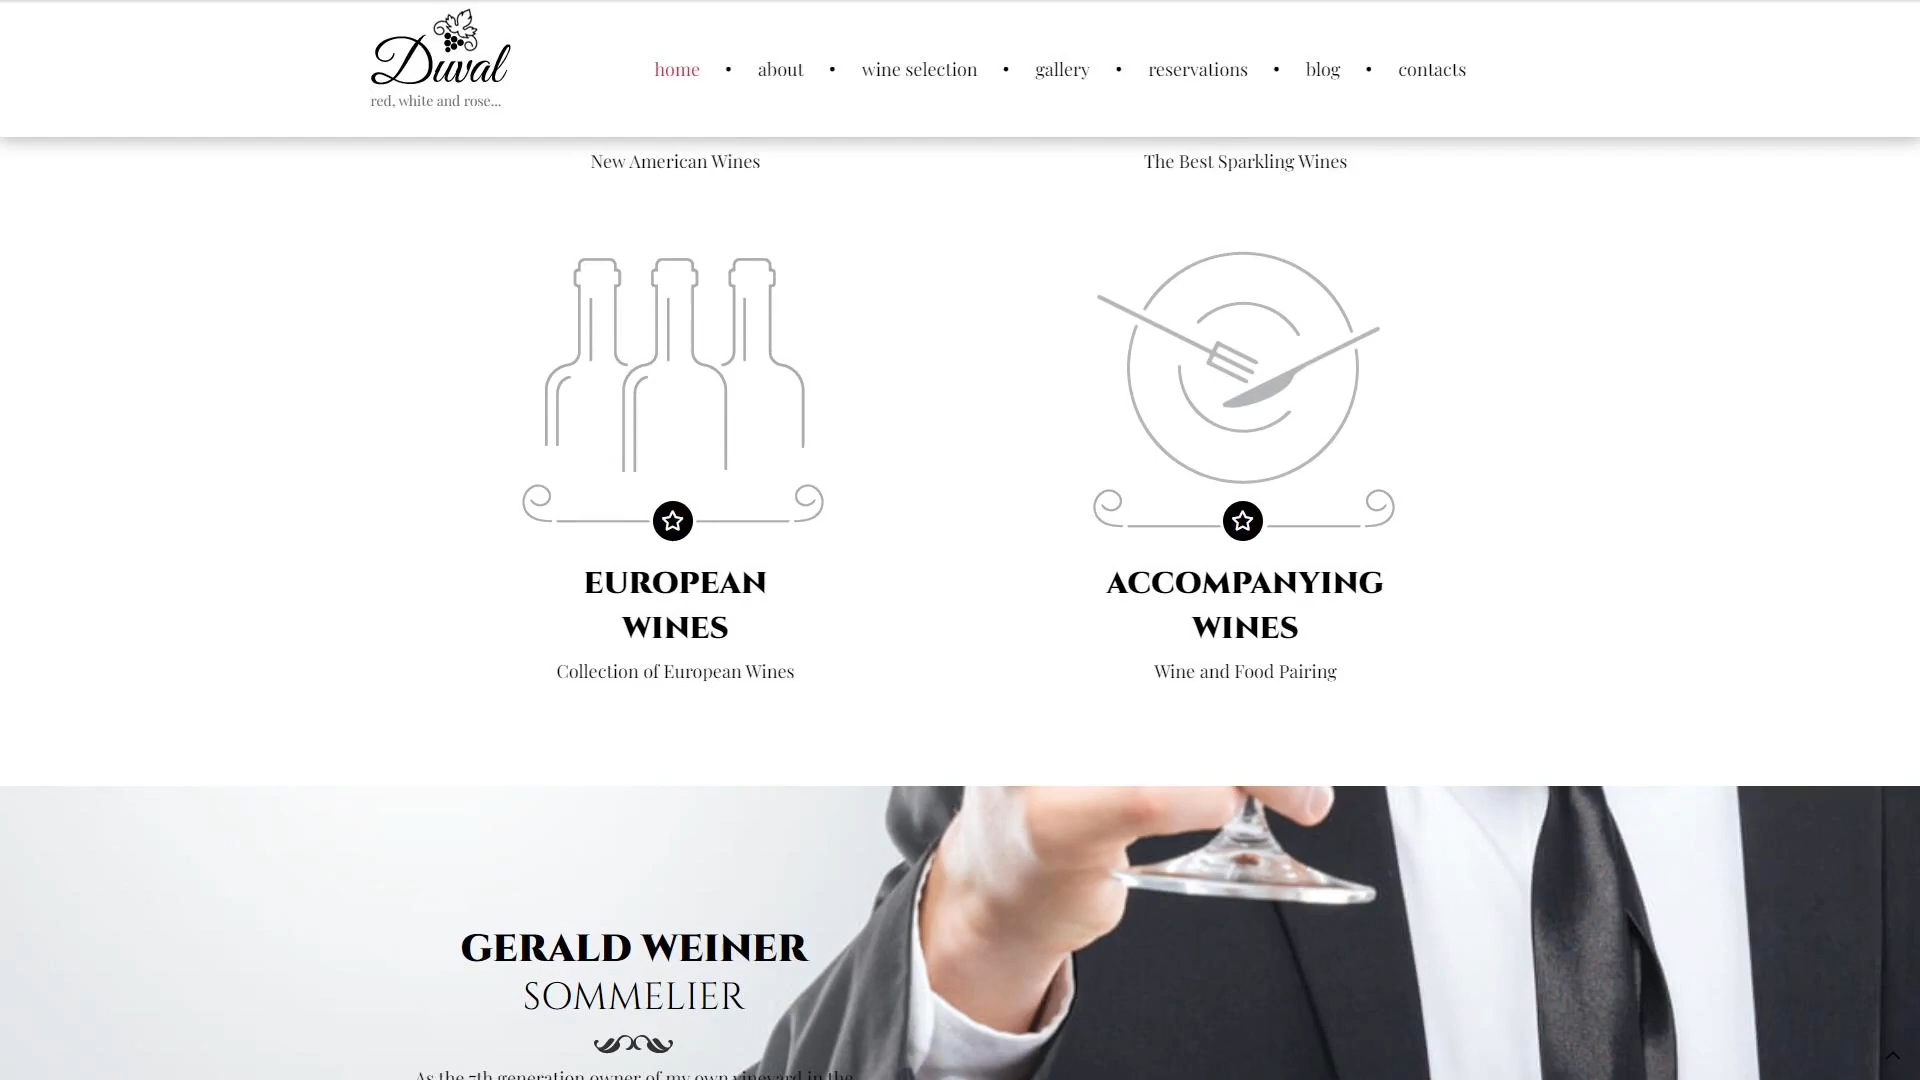 Duval
red, white and rose...
home • about • wine selection • gallery • reservations • blog • contacts
New American Wines
The Best Sparkling Wines
EUROPEAN
WINES
Collection of European Wines
ACCOMPANYING
WINES
Wine and Food Pairing
GERALD WEINER
SOMMELIER
As the 7th generation owner of my own vineyard in the